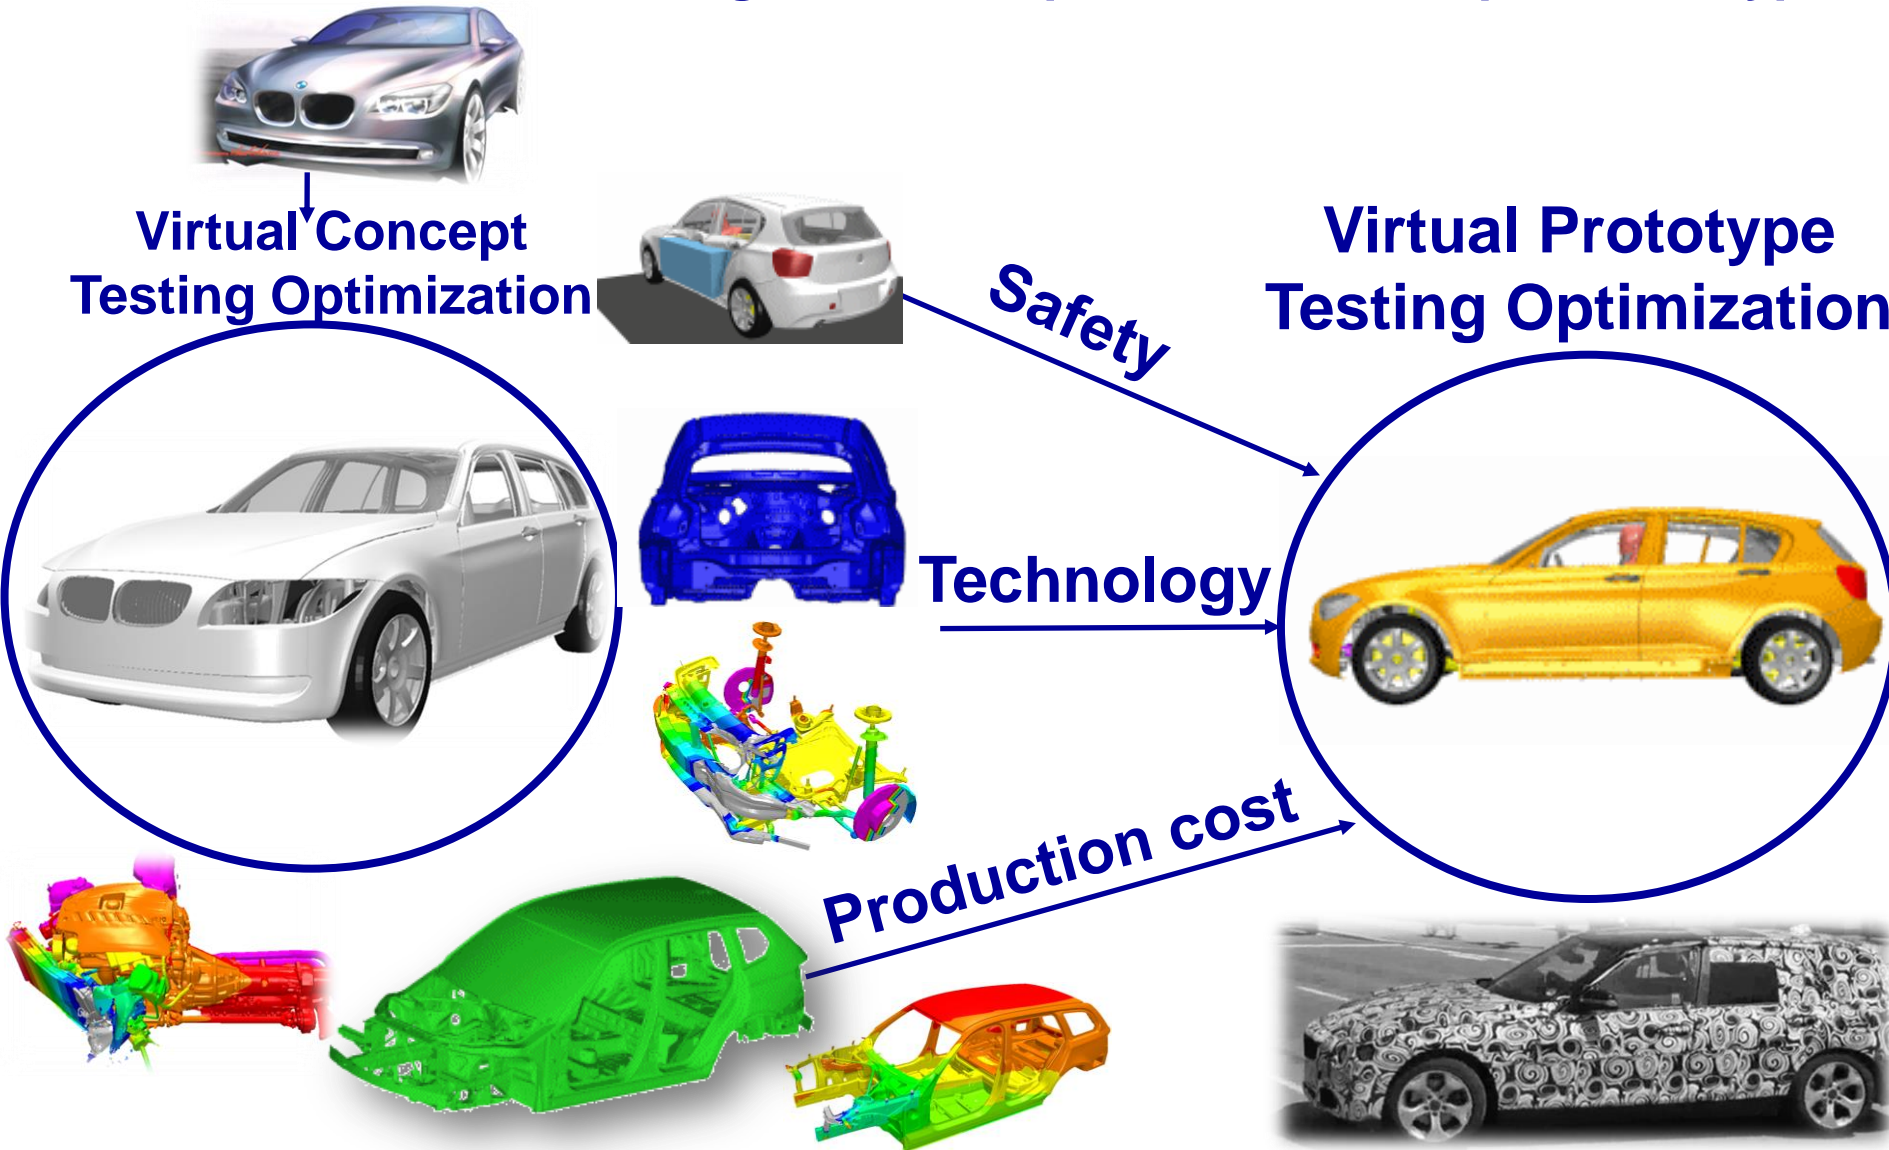 Virtual Concept
Testing Optimization
Safety
Virtual Prototype
Testing Optimization
Technology
Production cost